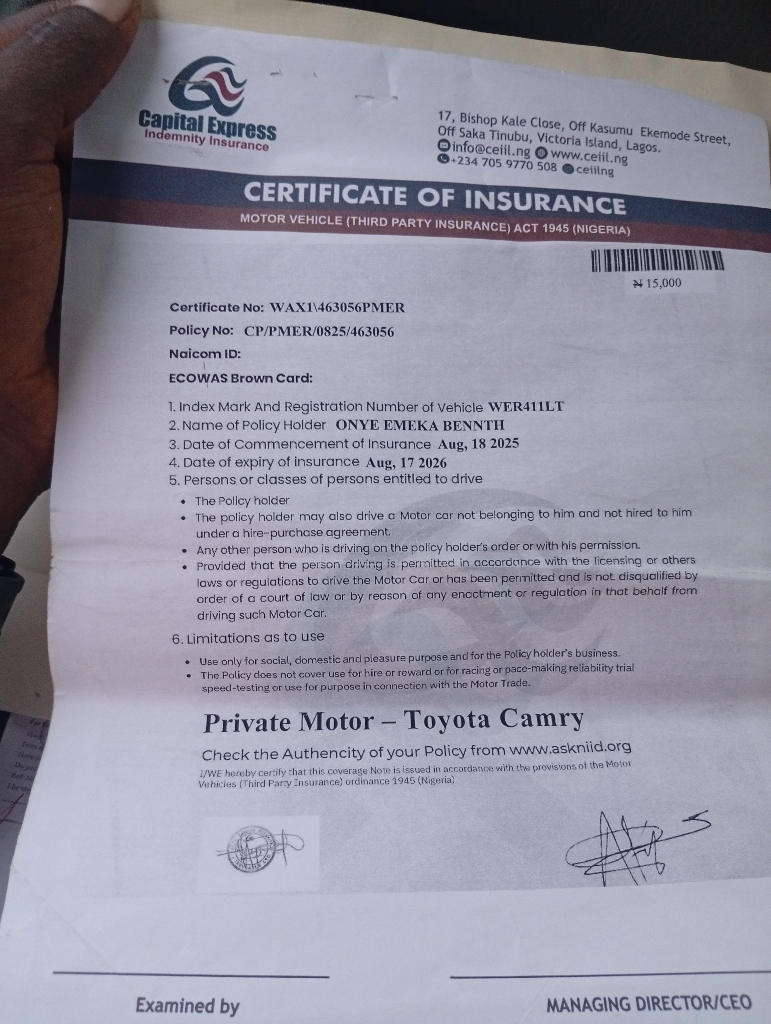 Capital Express
Indemnity Insurance
17, Bishop Kale Close, Off Kasumu Ekemode Street,
Off Saka Tinubu, Victoria Island, Lagos.
info@ceiil.ng www.ceiil.ng
+234 705 9770 508 ceiilng
CERTIFICATE OF INSURANCE
MOTOR VEHICLE (THIRD PARTY INSURANCE) ACT 1945 (NIGERIA)
₦ 15,000
Certificate No: WAX1\463056PMER
Policy No: CP/PMER/0825/463056
Naicom ID:
ECOWAS Brown Card:
1. Index Mark And Registration Number of Vehicle WER411LT
2. Name of Policy Holder ONYE EMEKA BENNTH
3. Date of Commencement of Insurance Aug, 18 2025
4. Date of expiry of insurance Aug, 17 2026
5. Persons or classes of persons entitled to drive
• The Policy holder
• The policy holder may also drive a Motor car not belonging to him and not hired to him
under a hire-purchase agreement.
• Any other person who is driving on the policy holder's order or with his permission.
• Provided that the person driving is permitted in accordance with the licensing or others
laws or regulations to drive the Motor Car or has been permitted and is not disqualified by
order of a court of law or by reason of any enactment or regulation in that behalf from
driving such Motor Car.
6. Limitations as to use
• Use only for social, domestic and pleasure purpose and for the Policy holder's business.
• The Policy does not cover use for hire or reward or for racing or pace-making reliability trial
speed-testing or use for purpose in connection with the Motor Trade.
Private Motor – Toyota Camry
Check the Authencity of your Policy from www.askniid.org
I/WE hereby certify that this coverage Note is issued in accordance with the provisions of the Motor
Vehicles (Third Party Insurance) ordinance 1945 (Nigeria)
Examined by
MANAGING DIRECTOR/CEO